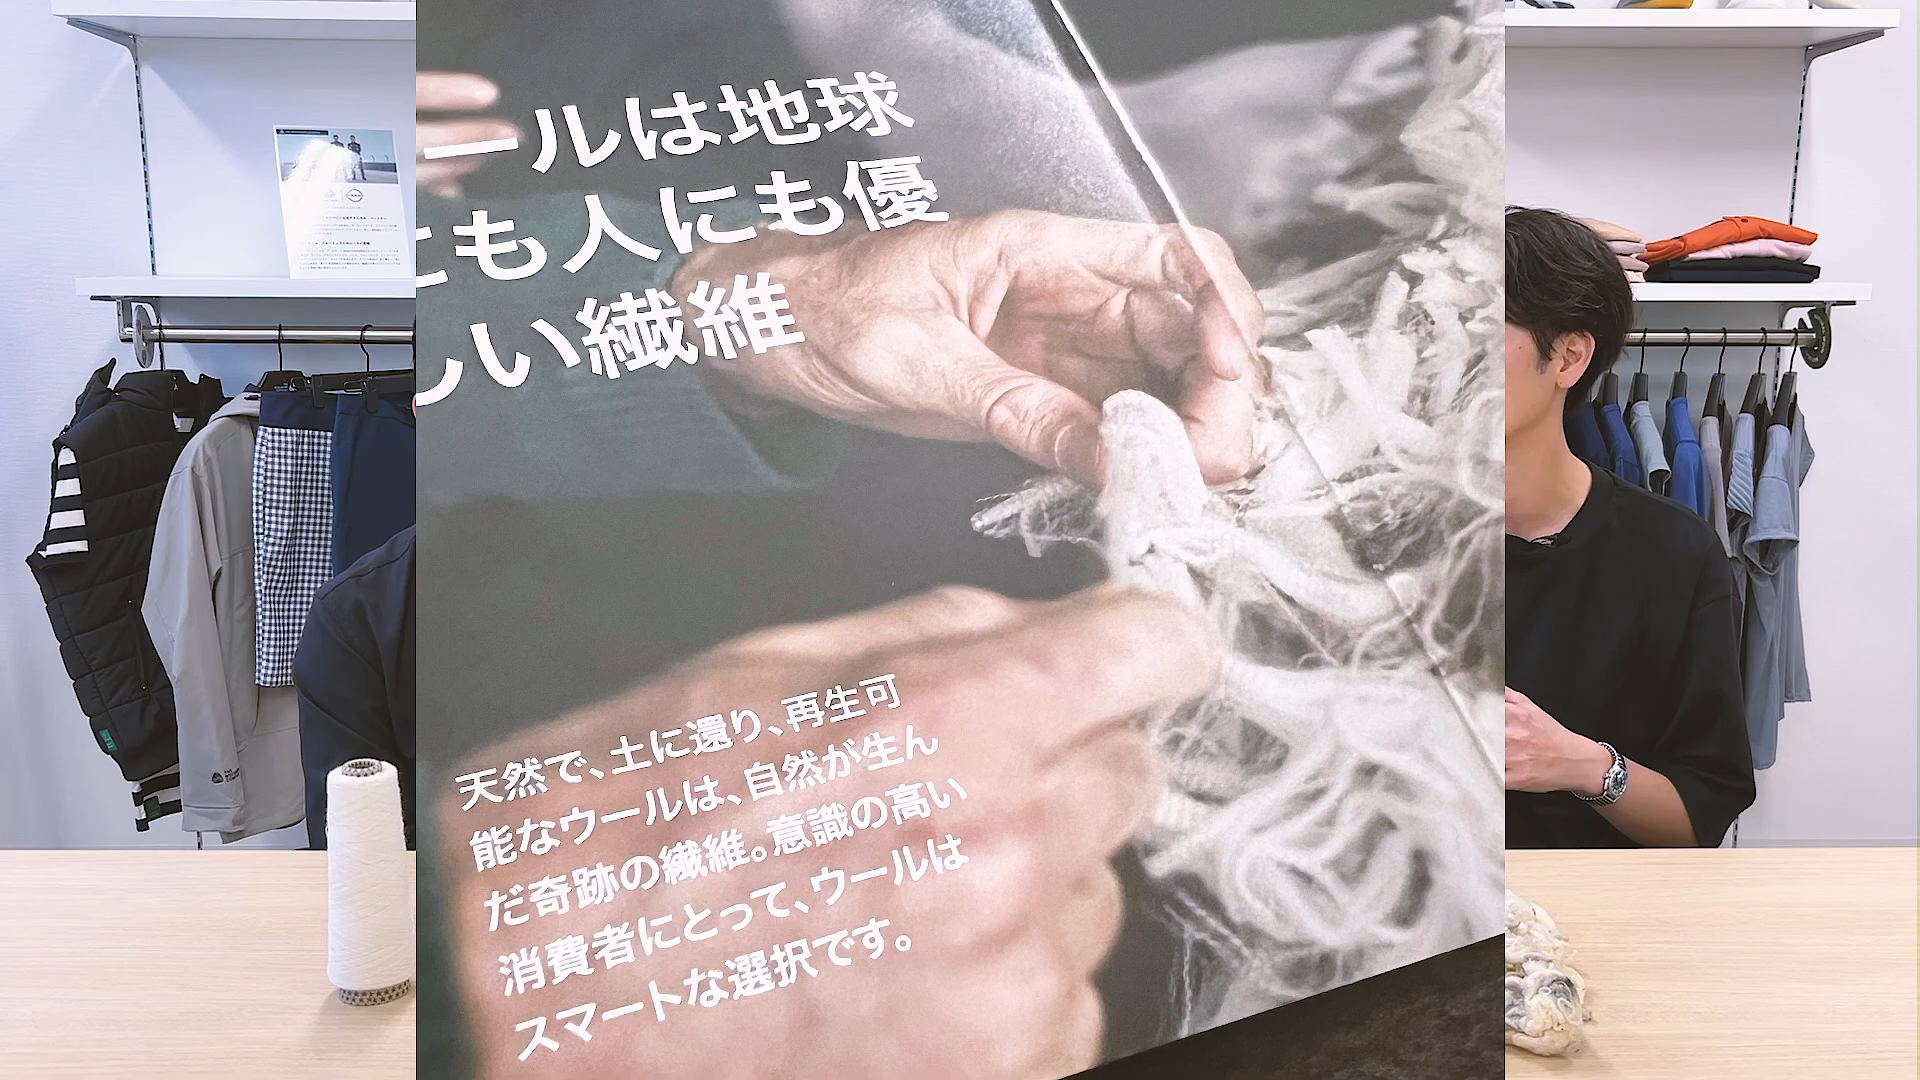 ールは地球
にも人にも優
しい繊維
天然で、土に還り、再生可
能なウールは、自然が生ん
だ奇跡の繊維。意識の高い
消費者にとって、ウールは
スマートな選択です。